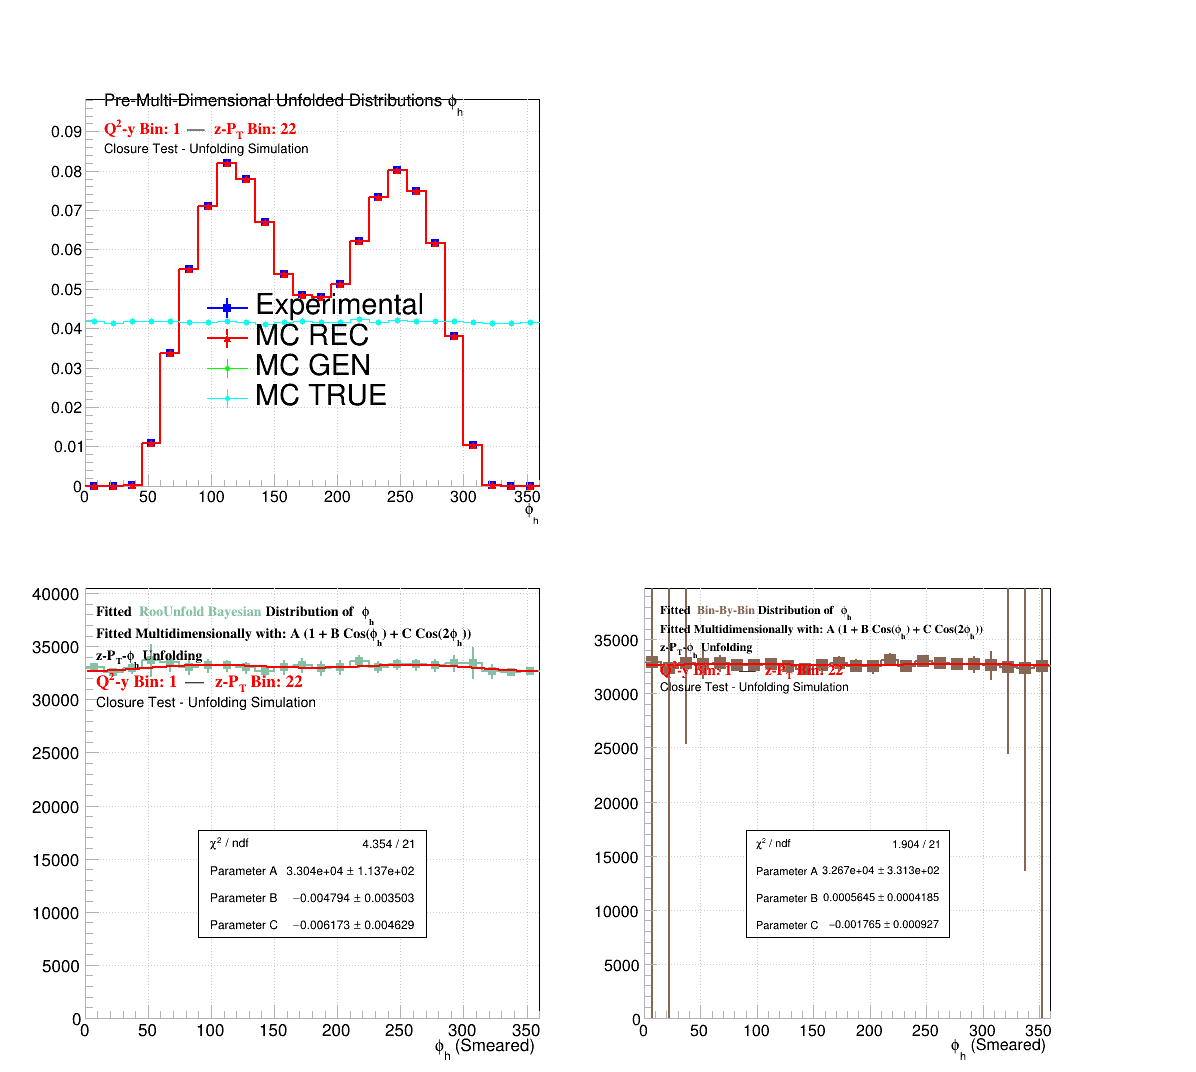 Pre-Multi-Dimensional Unfolded Distributions ϕh
Q²-y Bin: 1 — z-PT Bin: 22
Closure Test - Unfolding Simulation
0.09
0.08
0.07
0.06
0.05
0.04
0.03
0.02
0.01
0
Experimental
MC REC
MC GEN
MC TRUE
0 50 100 150 200 250 300 350
ϕh
Fitted RooUnfold Bayesian Distribution of ϕh
Fitted Multidimensionally with: A (1 + B Cos(ϕh) + C Cos(2ϕh))
z-PT-ϕh Unfolding
Q²-y Bin: 1 — z-PT Bin: 22
Closure Test - Unfolding Simulation
40000
35000
30000
25000
20000
15000
10000
5000
0
χ² / ndf 4.354 / 21
Parameter A 3.304e+04 ± 1.137e+02
Parameter B −0.004794 ± 0.003503
Parameter C −0.006173 ± 0.004629
0 50 100 150 200 250 300 350
ϕh (Smeared)
Fitted Bin-By-Bin Distribution of ϕh
Fitted Multidimensionally with: A (1 + B Cos(ϕh) + C Cos(2ϕh))
z-PT-ϕh Unfolding
Q²-y Bin: 1 — z-PT Bin: 22
Closure Test - Unfolding Simulation
35000
30000
25000
20000
15000
10000
5000
0
χ² / ndf 1.904 / 21
Parameter A 3.267e+04 ± 3.313e+02
Parameter B 0.0005645 ± 0.0004185
Parameter C −0.001765 ± 0.000927
0 50 100 150 200 250 300 350
ϕh (Smeared)